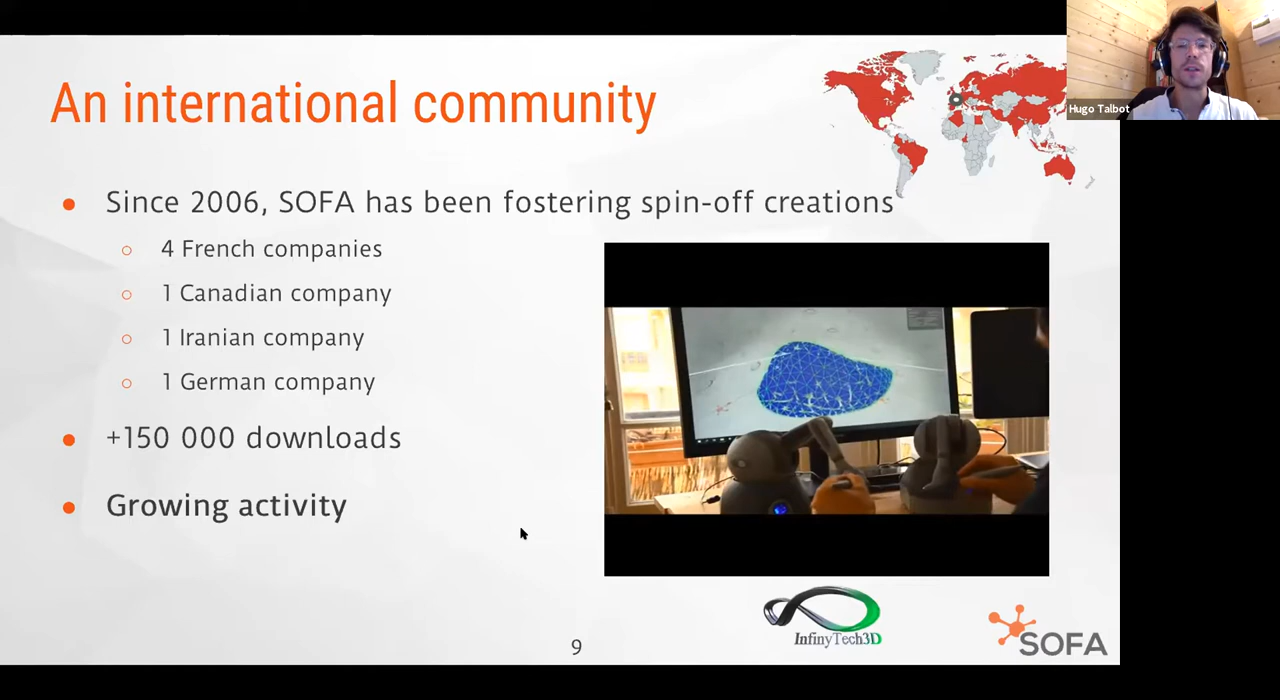 An international community
Hugo Talbot
Since 2006, SOFA has been fostering spin-off creations
4 French companies
1 Canadian company
1 Iranian company
1 German company
+150 000 downloads
Growing activity
InfinyTech3D
9
SOFA